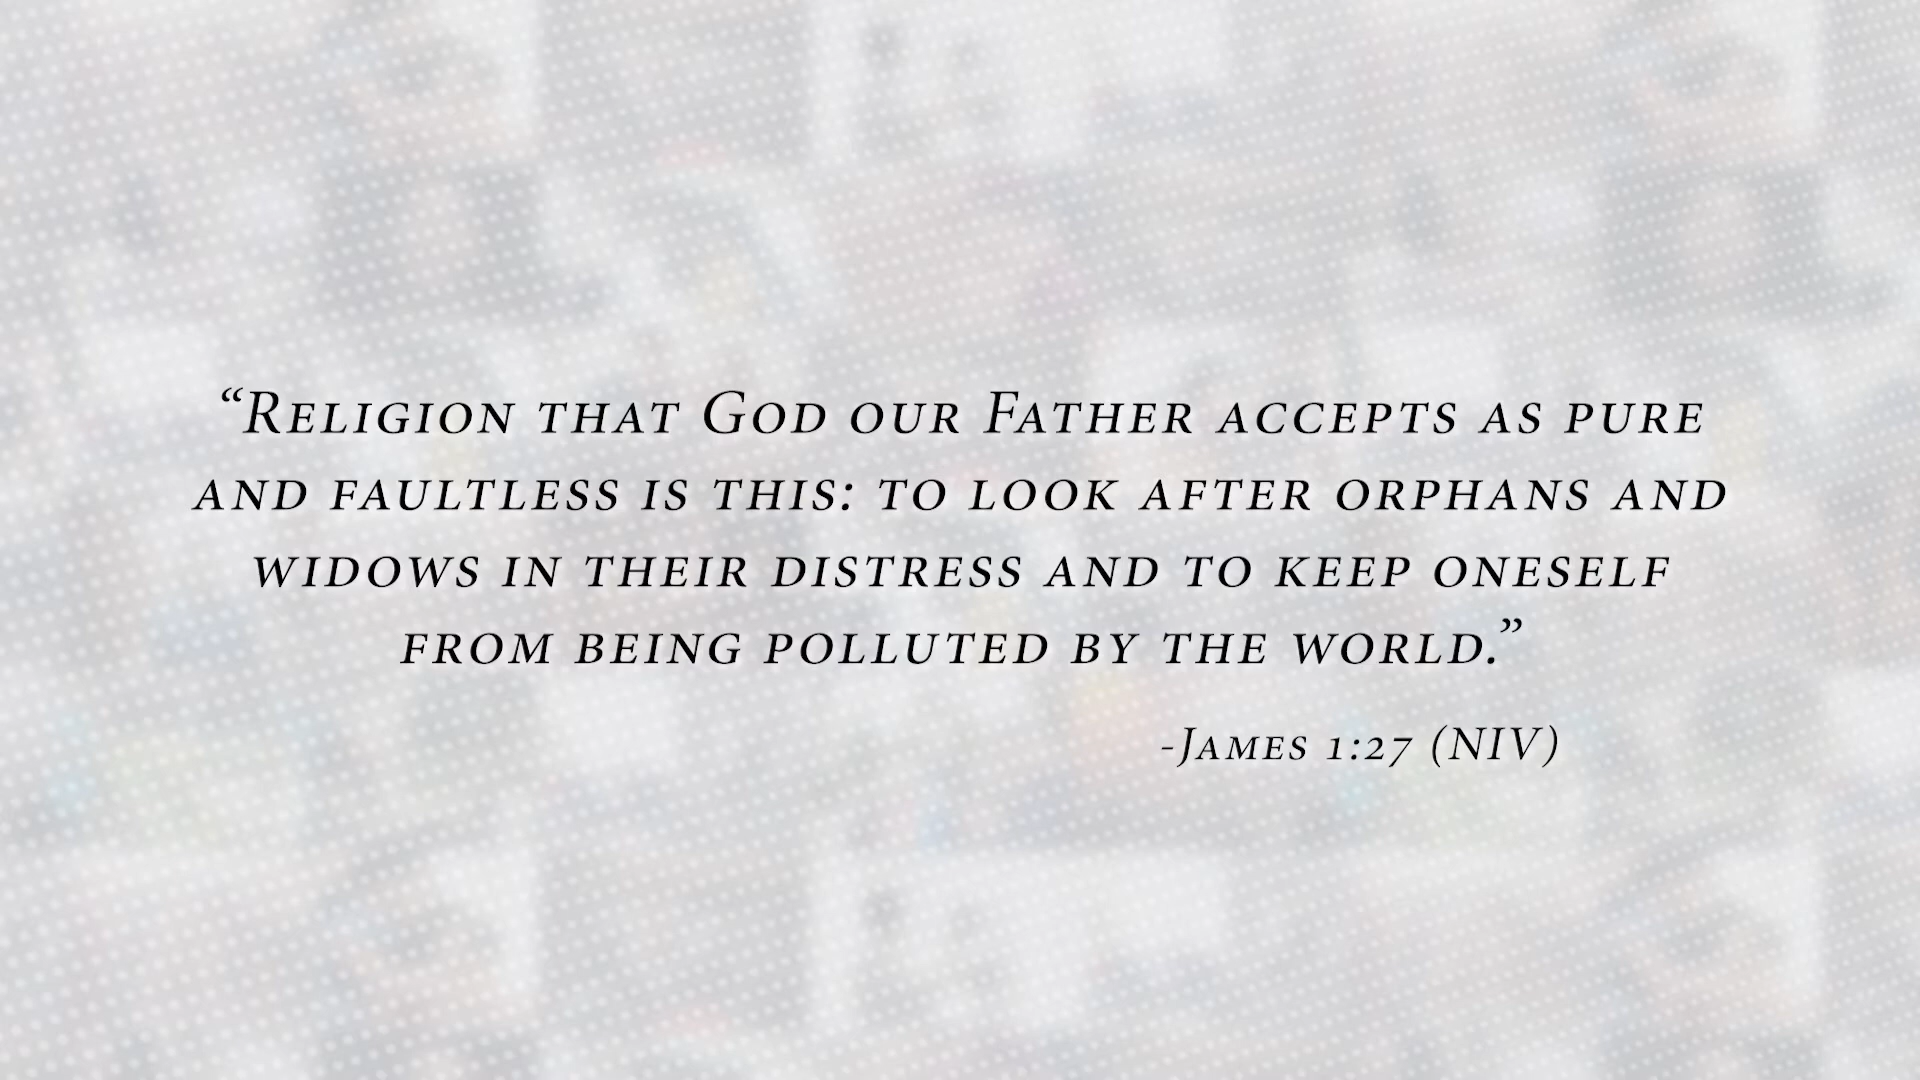 “Religion that God our Father accepts as pure
and faultless is this: to look after orphans and
widows in their distress and to keep oneself
from being polluted by the world.”
-James 1:27 (NIV)